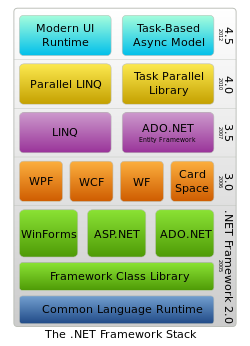 Modern UI
Runtime
Task-Based
Async Model
4.5
2012
Parallel LINQ
Task Parallel
Library
4.0
2010
LINQ
ADO.NET
Entity Framework
3.5
2007
WPF
WCF
WF
Card
Space
3.0
2006
WinForms
ASP.NET
ADO.NET
Framework Class Library
Common Language Runtime
.NET Framework 2.0
2005
The .NET Framework Stack